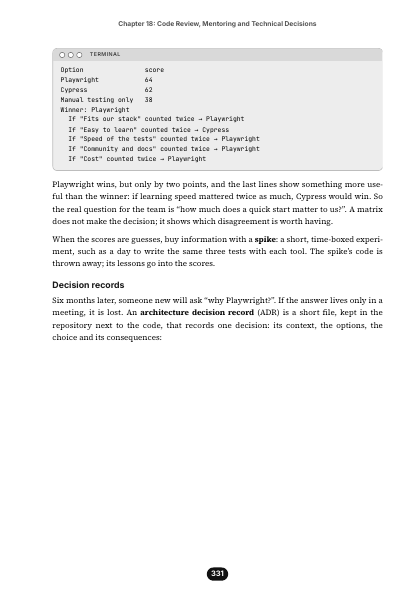 Chapter 18: Code Review, Mentoring and Technical Decisions
TERMINAL
Option score
Playwright 64
Cypress 62
Manual testing only 38
Winner: Playwright
If "Fits our stack" counted twice → Playwright
If "Easy to learn" counted twice → Cypress
If "Speed of the tests" counted twice → Playwright
If "Community and docs" counted twice → Playwright
If "Cost" counted twice → Playwright
Playwright wins, but only by two points, and the last lines show something more use-
ful than the winner: if learning speed mattered twice as much, Cypress would win. So
the real question for the team is “how much does a quick start matter to us?”. A matrix
does not make the decision; it shows which disagreement is worth having.
When the scores are guesses, buy information with a spike: a short, time-boxed experi-
ment, such as a day to write the same three tests with each tool. The spike’s code is
thrown away; its lessons go into the scores.
Decision records
Six months later, someone new will ask “why Playwright?”. If the answer lives only in a
meeting, it is lost. An architecture decision record (ADR) is a short file, kept in the
repository next to the code, that records one decision: its context, the options, the
choice and its consequences:
331